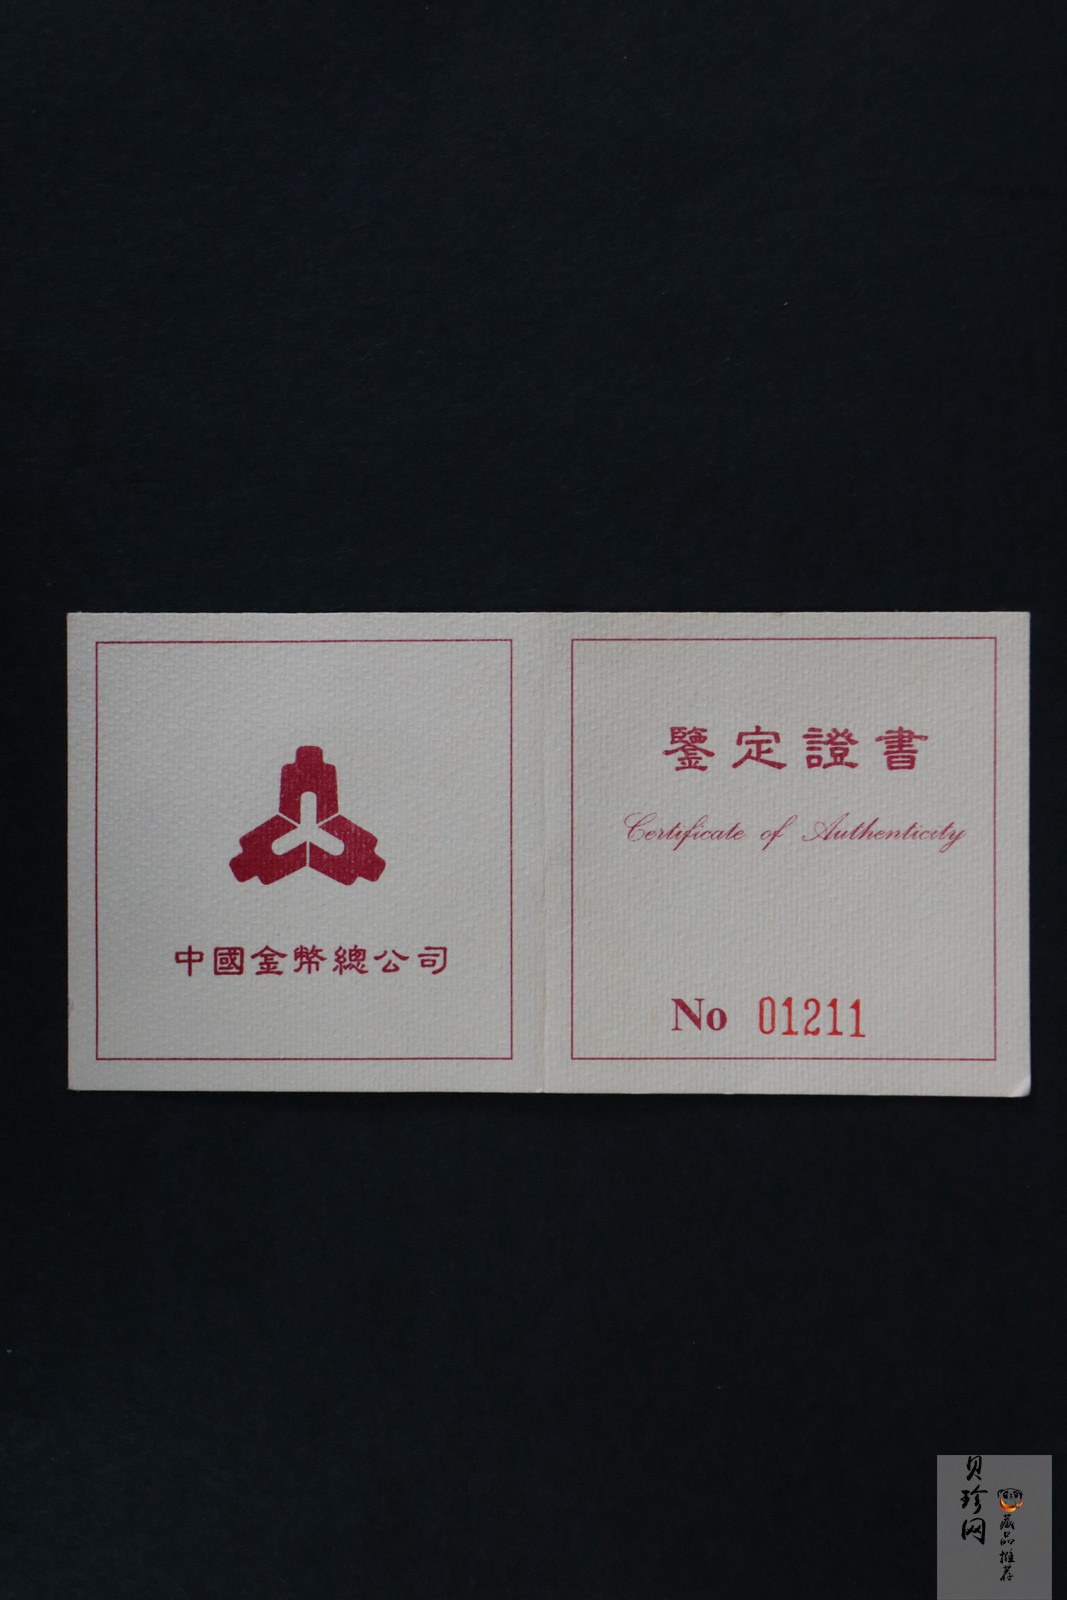 中國金幣總公司
鑒定證書
Certificate of Authenticity
No 01211
贝珍网
藏品推荐